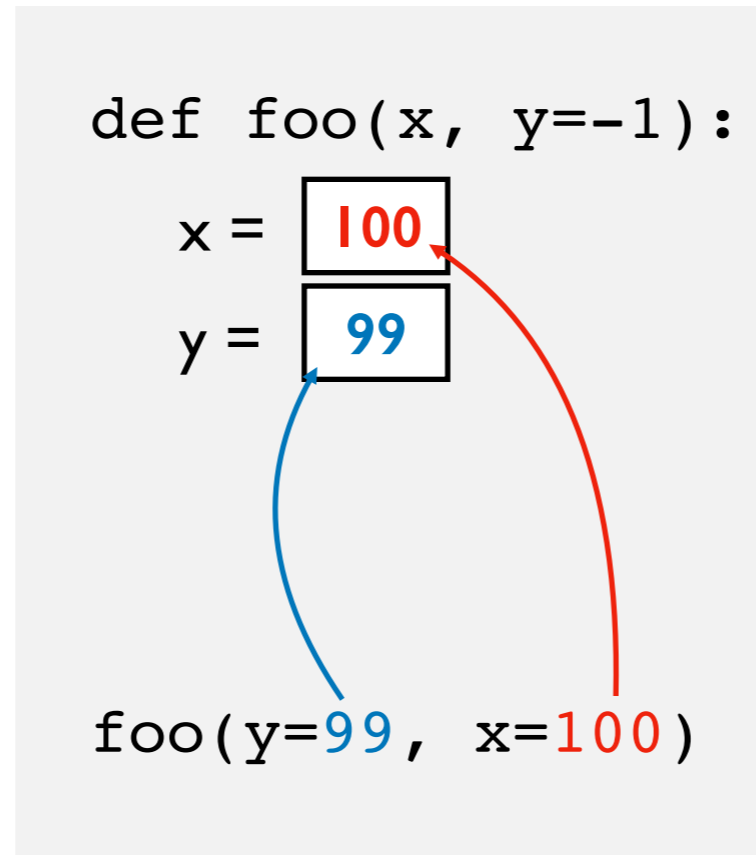 def foo(x, y=-1):
x = 100
y = 99
foo(y=99, x=100)